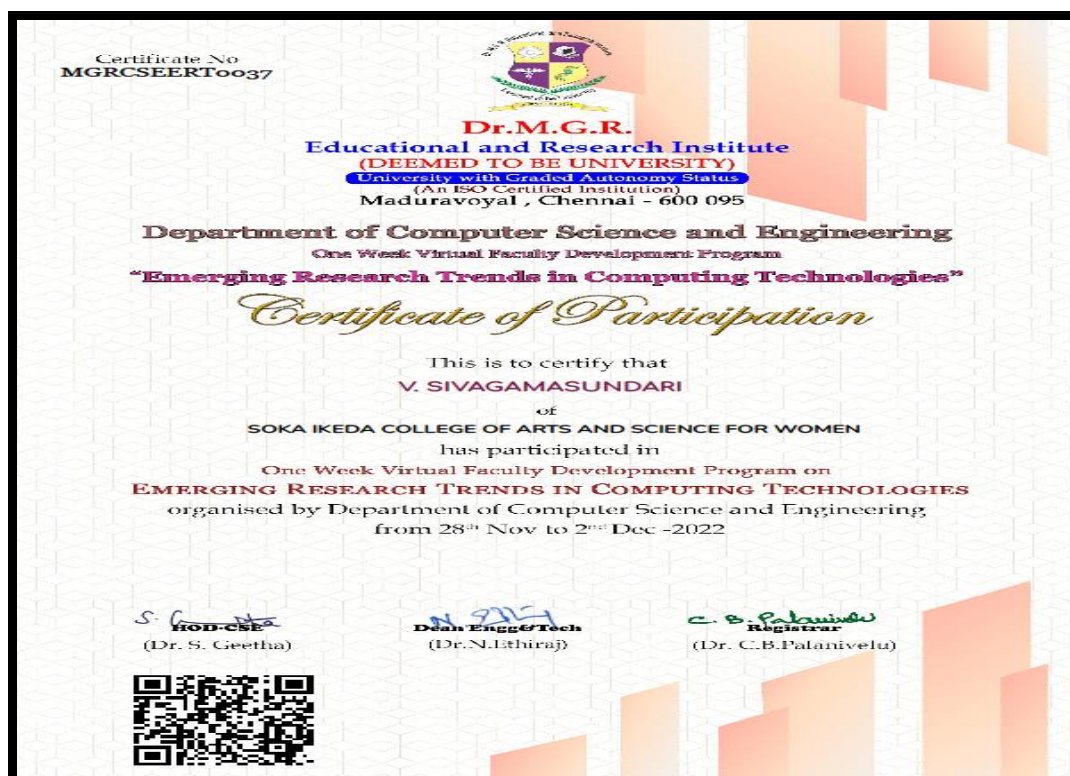 Certificate No
MGRCSEERT0037
Dr.M.G.R.
Educational and Research Institute
(DEEMED TO BE UNIVERSITY)
University with Graded Autonomy Status
(An ISO Certified Institution)
Maduravoyal , Chennai - 600 095
Department of Computer Science and Engineering
One Week Virtual Faculty Development Program
“Emerging Research Trends in Computing Technologies”
Certificate of Participation
This is to certify that
V. SIVAGAMASUNDARI
of
SOKA IKEDA COLLEGE OF ARTS AND SCIENCE FOR WOMEN
has participated in
One Week Virtual Faculty Development Program on
EMERGING RESEARCH TRENDS IN COMPUTING TECHNOLOGIES
organised by Department of Computer Science and Engineering
from 28th Nov to 2nd Dec -2022
HOD-CSE
(Dr. S. Geetha)
Dean Engg&Tech
(Dr.N.Ethiraj)
C. B. Palanivelu
Registrar
(Dr. C.B.Palanivelu)